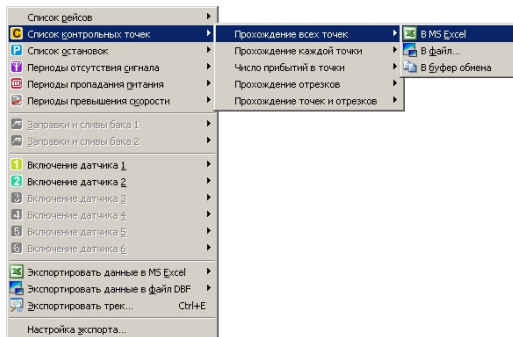 Список рейсов
Список контрольных точек
Список остановок
Периоды отсутствия сигнала
Периоды пропадания питания
Периоды превышения скорости
Заправки и сливы бака 1
Заправки и сливы бака 2
Включение датчика 1
Включение датчика 2
Включение датчика 3
Включение датчика 4
Включение датчика 5
Включение датчика 6
Экспортировать данные в MS Excel
Экспортировать данные в файл DBF
Экспортировать трек... Ctrl+E
Настройка экспорта...
Прохождение всех точек
Прохождение каждой точки
Число прибытий в точки
Прохождение отрезков
Прохождение точек и отрезков
В MS Excel
В файл...
В буфер обмена